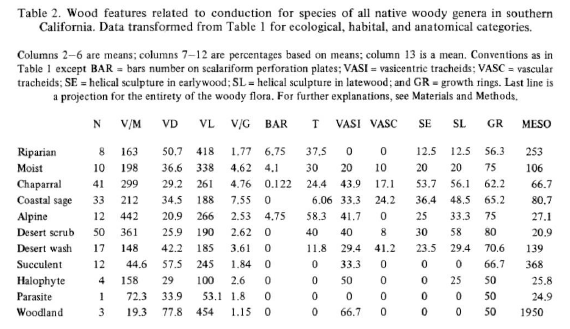 Table 2. Wood features related to conduction for species of all native woody genera in southern
California. Data transformed from Table 1 for ecological, habital, and anatomical categories.
Columns 2–6 are means; columns 7–12 are percentages based on means; column 13 is a mean. Conventions as in
Table 1 except BAR = bars number on scalariform perforation plates; VASI = vasicentric tracheids; VASC = vascular
tracheids; SE = helical sculpture in earlywood; SL = helical sculpture in latewood; and GR = growth rings. Last line is
a projection for the entirety of the woody flora. For further explanations, see Materials and Methods.
N V/M VD VL V/G BAR T VASI VASC SE SL GR MESO
Riparian 8 163 50.7 418 1.77 6.75 37.5 0 0 12.5 12.5 56.3 253
Moist 10 198 36.6 338 4.62 4.1 30 20 10 20 20 75 106
Chaparral 41 299 29.2 261 4.76 0.122 24.4 43.9 17.1 53.7 56.1 62.2 66.7
Coastal sage 33 212 34.5 188 7.55 0 6.06 33.3 24.2 36.4 48.5 65.2 80.7
Alpine 12 442 20.9 266 2.53 4.75 58.3 41.7 0 25 33.3 75 27.1
Desert scrub 50 361 25.9 190 2.62 0 40 40 8 30 58 80 20.9
Desert wash 17 148 42.2 185 3.61 0 11.8 29.4 41.2 23.5 29.4 70.6 139
Succulent 12 44.6 57.5 245 1.84 0 0 33.3 0 0 0 66.7 368
Halophyte 4 158 29 100 2.6 0 0 50 0 0 25 50 25.8
Parasite 1 72.3 33.9 53.1 1.8 0 0 0 0 0 0 50 24.9
Woodland 3 19.3 77.8 454 1.15 0 0 66.7 0 0 0 50 1950